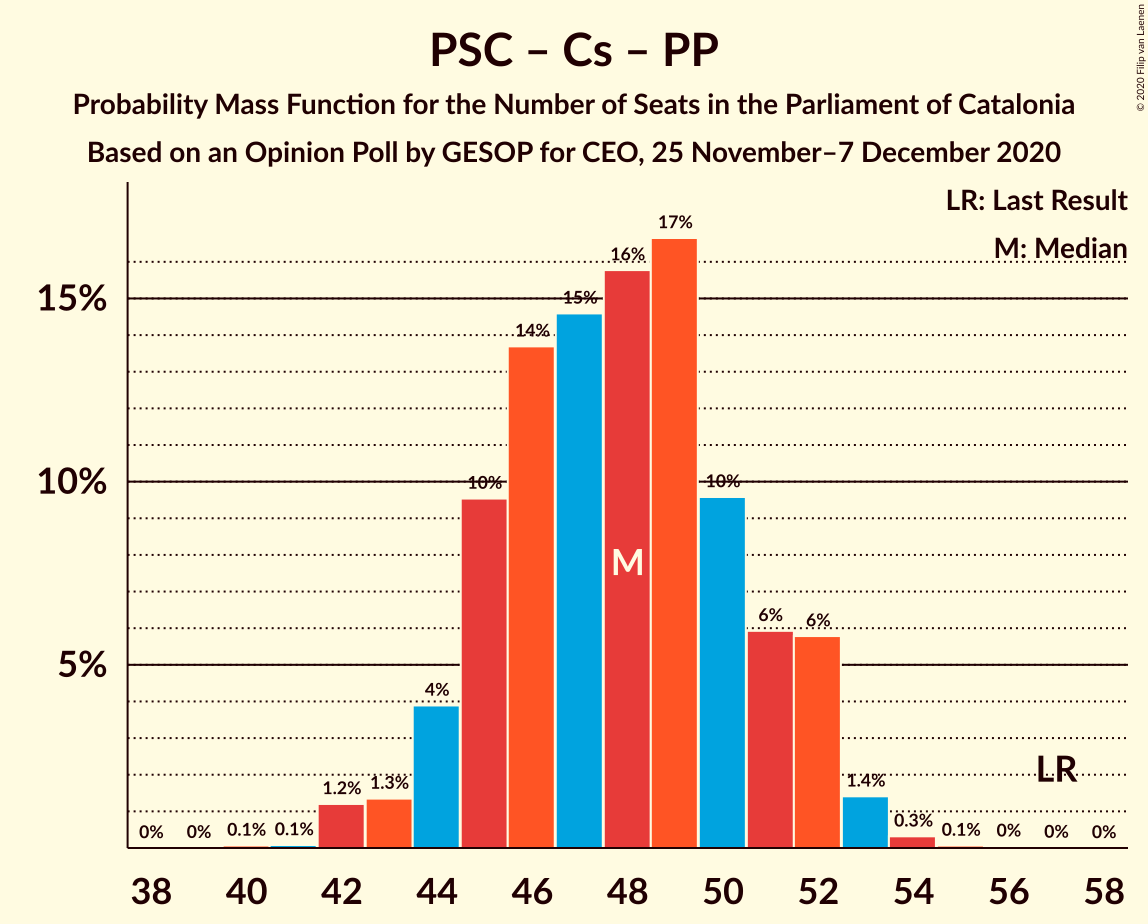 PSC – Cs – PP
Probability Mass Function for the Number of Seats in the Parliament of Catalonia
Based on an Opinion Poll by GESOP for CEO, 25 November–7 December 2020
© 2020 Filip van Laenen
LR: Last Result
M: Median
15%
10%
5%
0%
0%
0.1%
0.1%
1.2%
1.3%
4%
10%
14%
15%
16%
17%
10%
6%
6%
1.4%
0.3%
0.1%
0%
0%
0%
M
LR
38 40 42 44 46 48 50 52 54 56 58